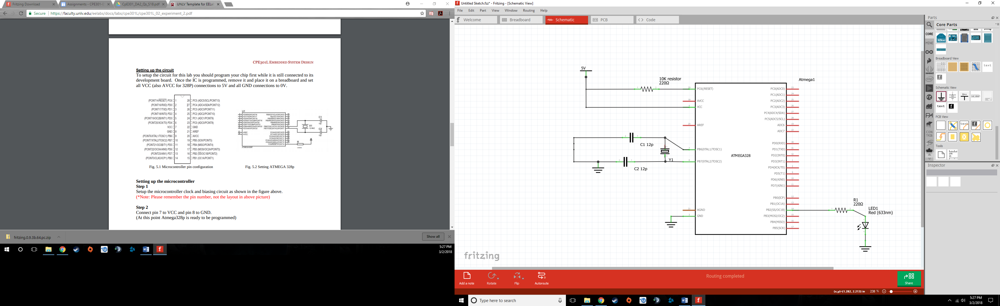 Fritzing Download
Assignments - CPE301-E
CpE301_DA2_Qs_S18.pdf
UNLV Template for EELa
Secure
https://faculty.unlv.edu/eelabs/docs/labs/cpe301L/cpe301L_02_experiment_2.pdf
CPE301L EMBEDDED SYSTEM DESIGN
Setting up the circuit
To setup the circuit for this lab you should program your chip first while it is still connected to its
development board. Once the IC is programmed, remove it and place it on a breadboard and set
all VCC (also AVCC for 328P) connections to 5V and all GND connections to 0V.
(PCINT14/RESET) PC6 1 28 PC5 (ADC5/SCL/PCINT13)
(PCINT16/RXD) PD0 2 27 PC4 (ADC4/SDA/PCINT12)
(PCINT17/TXD) PD1 3 26 PC3 (ADC3/PCINT11)
(PCINT18/INT0) PD2 4 25 PC2 (ADC2/PCINT10)
(PCINT19/OC2B/INT1) PD3 5 24 PC1 (ADC1/PCINT9)
(PCINT20/XCK/T0) PD4 6 23 PC0 (ADC0/PCINT8)
VCC 7 22 GND
GND 8 21 AREF
(PCINT6/XTAL1/TOSC1) PB6 9 20 AVCC
(PCINT7/XTAL2/TOSC2) PB7 10 19 PB5 (SCK/PCINT5)
(PCINT21/OC0B/T1) PD5 11 18 PB4 (MISO/PCINT4)
(PCINT22/OC0A/AIN0) PD6 12 17 PB3 (MOSI/OC2A/PCINT3)
(PCINT23/AIN1) PD7 13 16 PB2 (SS/OC1B/PCINT2)
(PCINT0/CLKO/ICP1) PB0 14 15 PB1 (OC1A/PCINT1)
U1
C1
X1
C2
R
AREF
AVCC
ATMEGA328P
Fig. 5.1 Microcontroller pin configuration
Fig. 5.2 Setting ATMEGA 328p
Setting up the microcontroller
Step 1
Setup the microcontroller clock and biasing circuit as shown in the figure above.
(*Note: Please remember the pin number, not the layout in above picture)
Step 2
Connect pin 7 to VCC and pin 8 to GND.
(At this point Atmega328p is ready to be programmed)
fritzing.0.9.3b.64.pc.zip
Show all
5:27 PM
3/2/2018
Untitled Sketch.fzz* - Fritzing - [Schematic View]
File Edit Part View Window Routing Help
Welcome
Breadboard
Schematic
PCB
Code
5V
10K resistor
220Ω
Atmega1
PC6(/RESET)
AVCC
VCC
AREF
PB6(XTAL1/TOSC1)
PB7(XTAL2/TOSC2)
AGND
GND
ATMEGA328
PC0(ADC0)
PC1(ADC1)
PC2(ADC2)
PC3(ADC3)
PC4(ADC4/SDA)
PC5(ADC5/SCL)
ADC6
ADC7
PD0(RXD)
PD1(TXD)
PD2(INT0)
PD3(INT1)
PD4(XCK/T0)
PD5(T1)
PD6(AIN0)
PD7(AIN1)
PB0(ICP)
PB1(OC1A)
PB2(SS/OC1B)
PB3(MOSI/OC2)
PB4(MISO)
PB5(SCK)
C1 12p
C2 12p
Y1
R1
220Ω
LED1
Red (633nm)
fritzing
Add a note
Rotate
Flip
Autoroute
Routing completed
Share
(x,y)=(1.282, 2.213) in
238 %
Parts
Core Parts
CORE
MINE
seeed
intel
PA
CON
TRIB
XBee
Breadboard View
text
Schematic View
V++
net label
text
PCB View
text
Tools
cm
in
Inspector
Type here to search
5:27 PM
3/2/2018